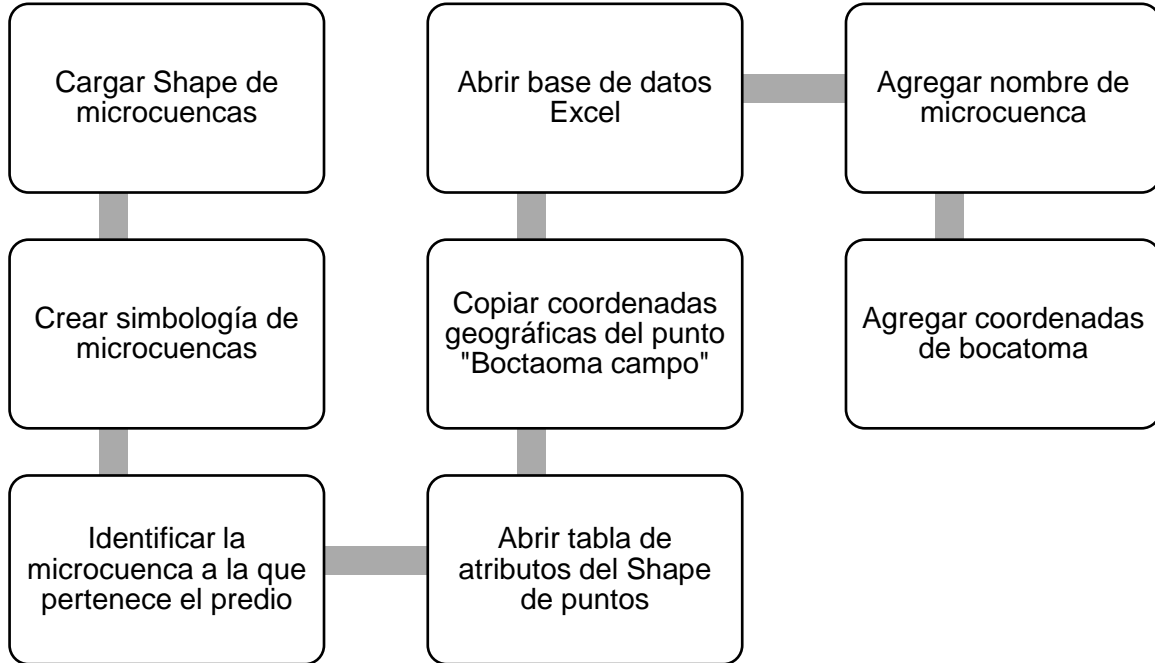 Cargar Shape de
microcuencas
Crear simbología de
microcuencas
Identificar la
microcuenca a la que
pertenece el predio
Abrir tabla de
atributos del Shape
de puntos
Copiar coordenadas
geográficas del punto
"Boctaoma campo"
Abrir base de datos
Excel
Agregar nombre de
microcuenca
Agregar coordenadas
de bocatoma